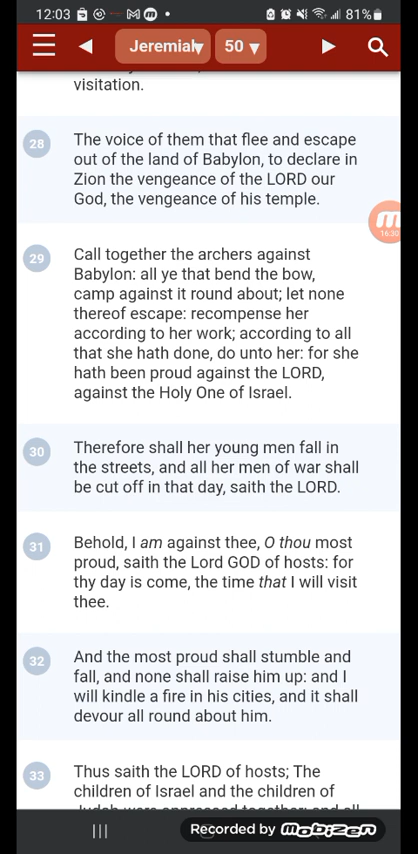 12:03 81%
Jeremiah 50
visitation.
28 The voice of them that flee and escape
out of the land of Babylon, to declare in
Zion the vengeance of the LORD our
God, the vengeance of his temple.
16:30
29 Call together the archers against
Babylon: all ye that bend the bow,
camp against it round about; let none
thereof escape: recompense her
according to her work; according to all
that she hath done, do unto her: for she
hath been proud against the LORD,
against the Holy One of Israel.
30 Therefore shall her young men fall in
the streets, and all her men of war shall
be cut off in that day, saith the LORD.
31 Behold, I am against thee, O thou most
proud, saith the Lord GOD of hosts: for
thy day is come, the time that I will visit
thee.
32 And the most proud shall stumble and
fall, and none shall raise him up: and I
will kindle a fire in his cities, and it shall
devour all round about him.
33 Thus saith the LORD of hosts; The
children of Israel and the children of
Judah were oppressed together: and all
Recorded by mobizen